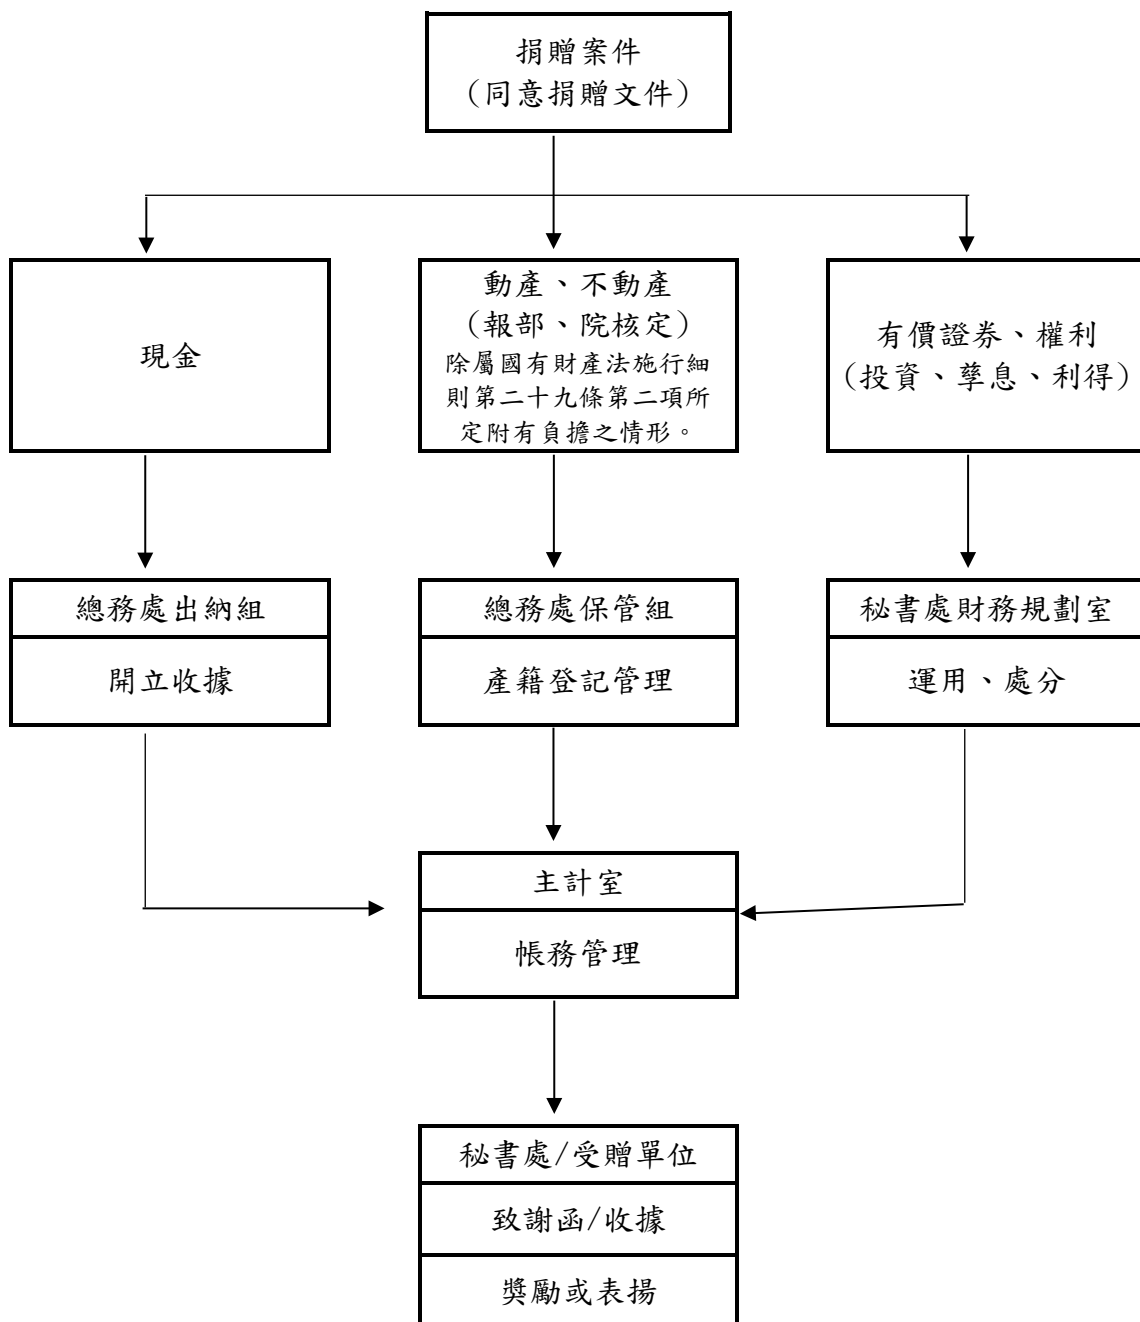 捐贈案件
(同意捐贈文件)
現金
動產、不動產
(報部、院核定)
除屬國有財產法施行細
則第二十九條第二項所
定附有負擔之情形。
有價證券、權利
(投資、孳息、利得)
總務處出納組
開立收據
總務處保管組
產籍登記管理
秘書處財務規劃室
運用、處分
主計室
帳務管理
秘書處/受贈單位
致謝函/收據
獎勵或表揚